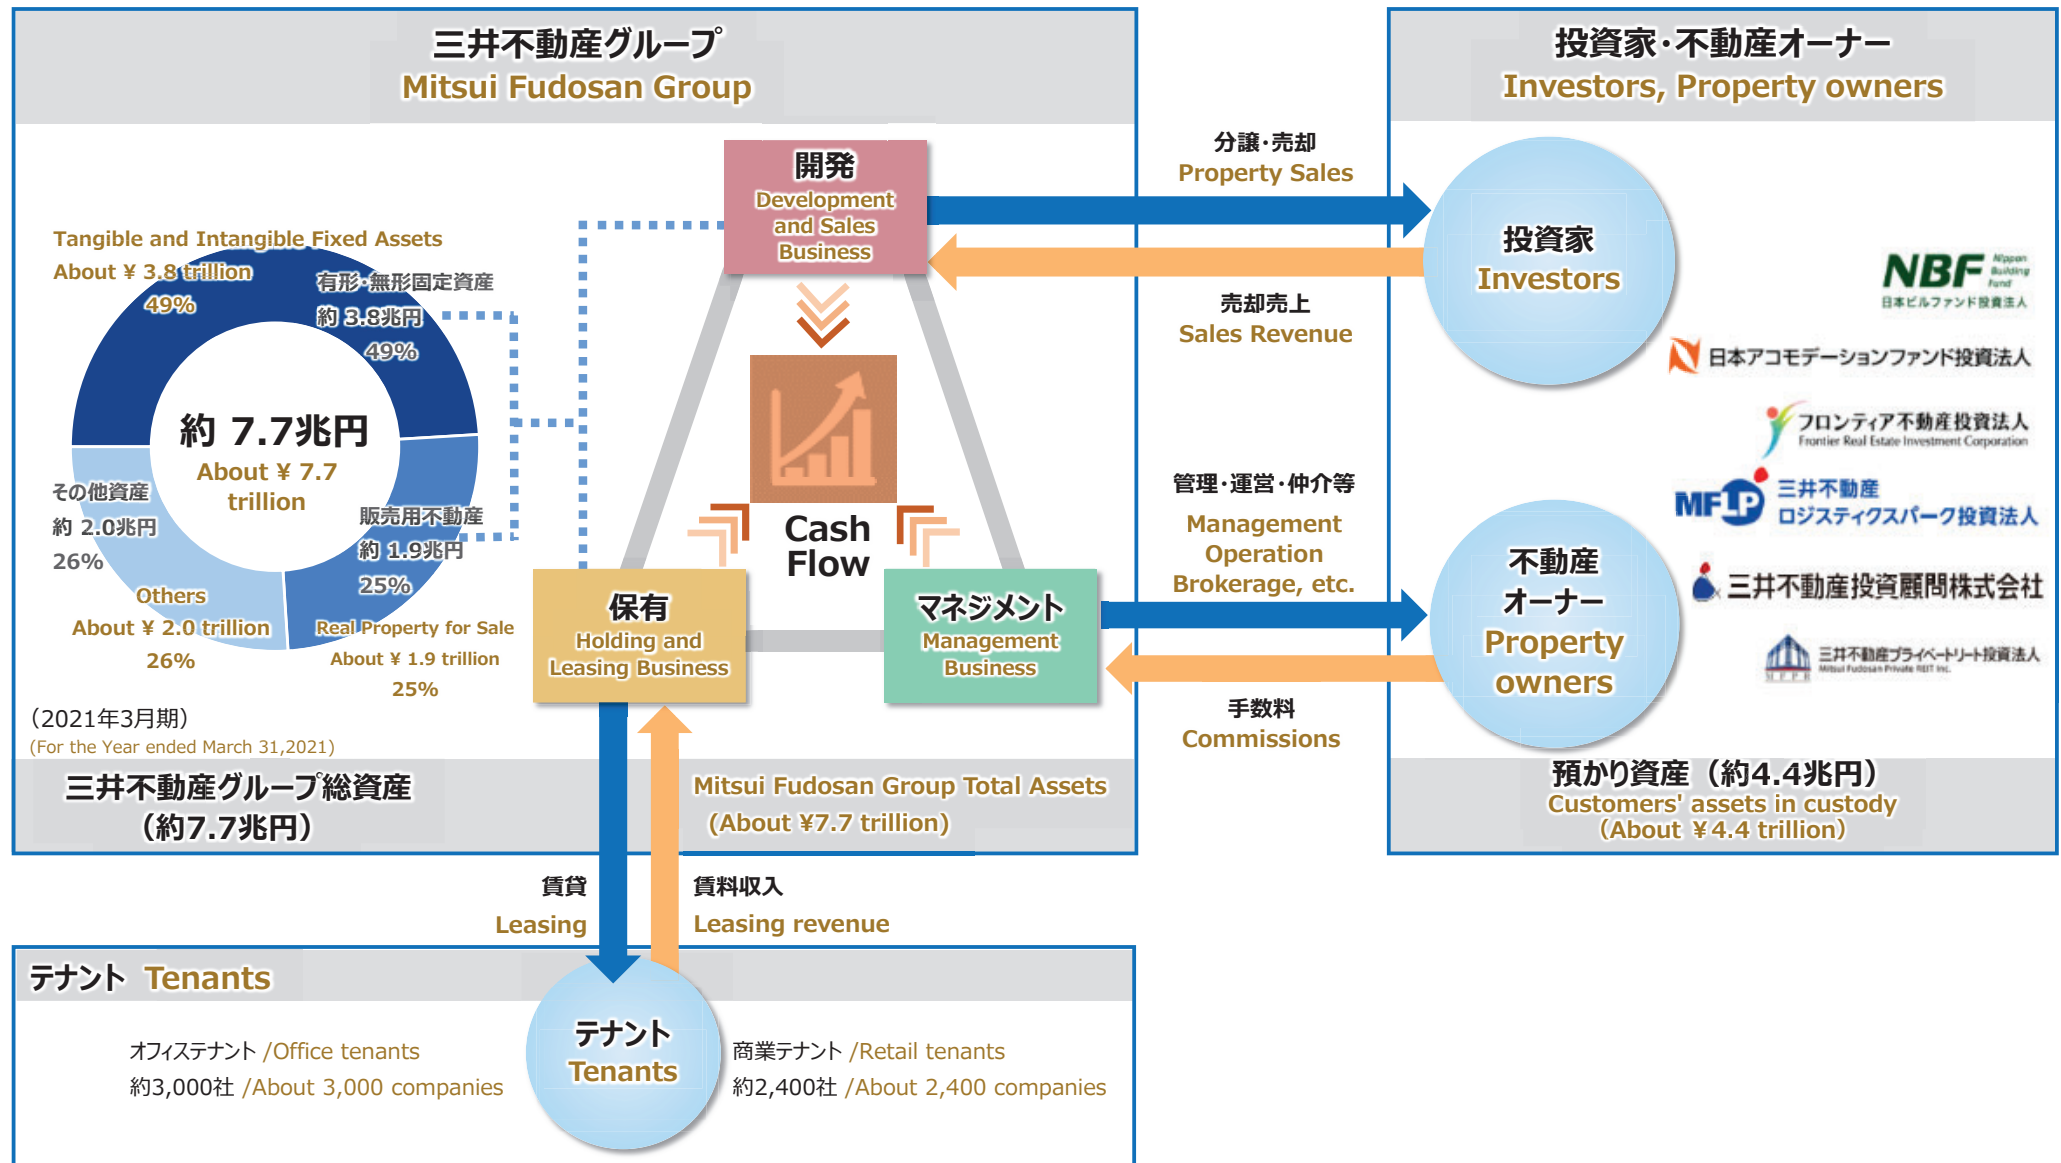 三井不動産グループ
Mitsui Fudosan Group
投資家・不動産オーナー
Investors, Property owners
開発
Development
and Sales
Business
分譲・売却
Property Sales
売却売上
Sales Revenue
投資家
Investors
Tangible and Intangible Fixed Assets
About ¥ 3.8 trillion
49%
有形・無形固定資産
約 3.8兆円
49%
約 7.7兆円
About ¥ 7.7
trillion
その他資産
約 2.0兆円
26%
Others
About ¥ 2.0 trillion
26%
販売用不動産
約 1.9兆円
25%
Real Property for Sale
About ¥ 1.9 trillion
25%
(2021年3月期)
(For the Year ended March 31,2021)
Cash
Flow
保有
Holding and
Leasing Business
マネジメント
Management
Business
管理・運営・仲介等
Management
Operation
Brokerage, etc.
手数料
Commissions
不動産
オーナー
Property
owners
NBF Nippon
Building
Fund
日本ビルファンド投資法人
日本アコモデーションファンド投資法人
フロンティア不動産投資法人
Frontier Real Estate Investment Corporation
MFLP 三井不動産
ロジスティクスパーク投資法人
三井不動産投資顧問株式会社
三井不動産プライベートリート投資法人
Mitsui Fudosan Private REIT Inc.
MFPR
三井不動産グループ総資産
(約7.7兆円)
Mitsui Fudosan Group Total Assets
(About ¥7.7 trillion)
預かり資産(約4.4兆円)
Customers' assets in custody
(About ¥4.4 trillion)
賃貸
Leasing
賃料収入
Leasing revenue
テナント Tenants
テナント
Tenants
オフィステナント /Office tenants
約3,000社 /About 3,000 companies
商業テナント /Retail tenants
約2,400社 /About 2,400 companies